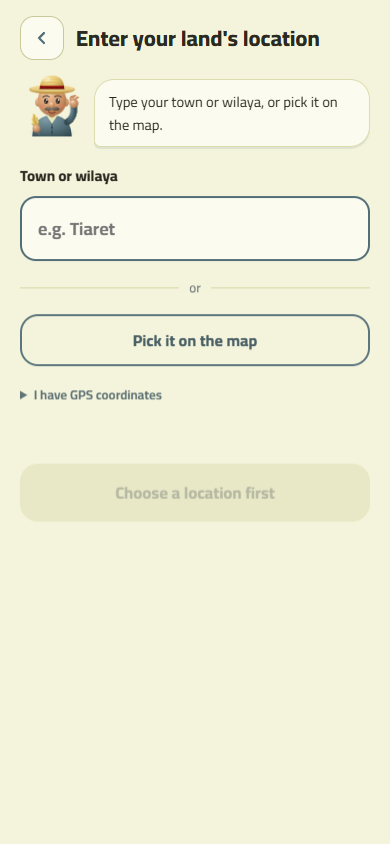 Enter your land's location
Type your town or wilaya, or pick it on
the map.
Town or wilaya
e.g. Tiaret
or
Pick it on the map
I have GPS coordinates
Choose a location first